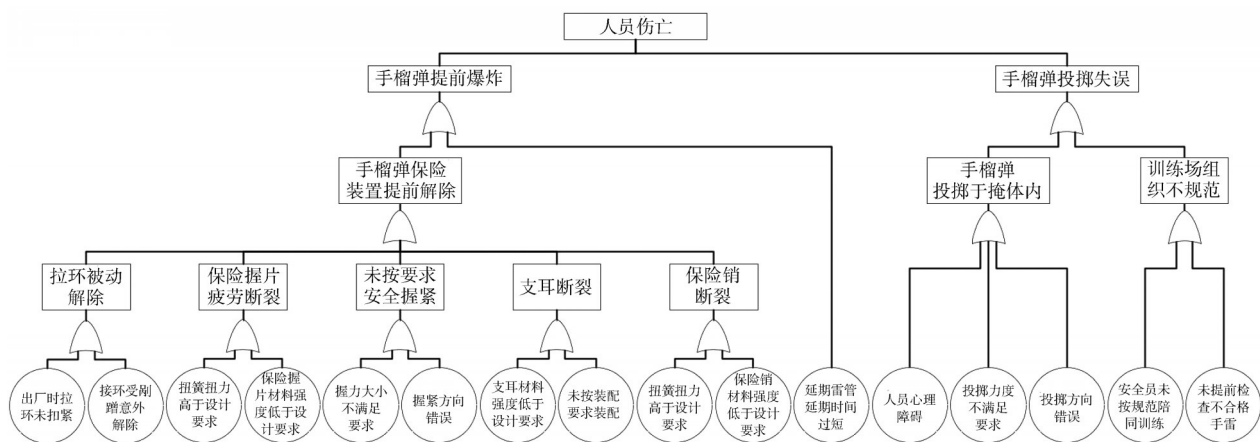 人员伤亡
手榴弹提前爆炸
手榴弹投掷失误
手榴弹保险
装置提前解除
手榴弹
投掷于掩体内
训练场组
织不规范
拉环被动
解除
保险握片
疲劳断裂
未按要求
安全握紧
支耳断裂
保险销
断裂
出厂时拉
环未扣紧
接环受剐
蹭意外
解除
扭簧扭力
高于设计
要求
保险握
片材料强
度低于设
计要求
握力大小
不满足
要求
握紧方向
错误
支耳材料
强度低于
设计要求
未按装配
要求装配
扭簧扭力
高于设计
要求
保险销
材料强度
低于设计
要求
延期雷管
延期时间
过短
人员心理
障碍
投掷力度
不满足
要求
投掷方向
错误
安全员未
按规范陪
同训练
未提前检
查不合格
手雷